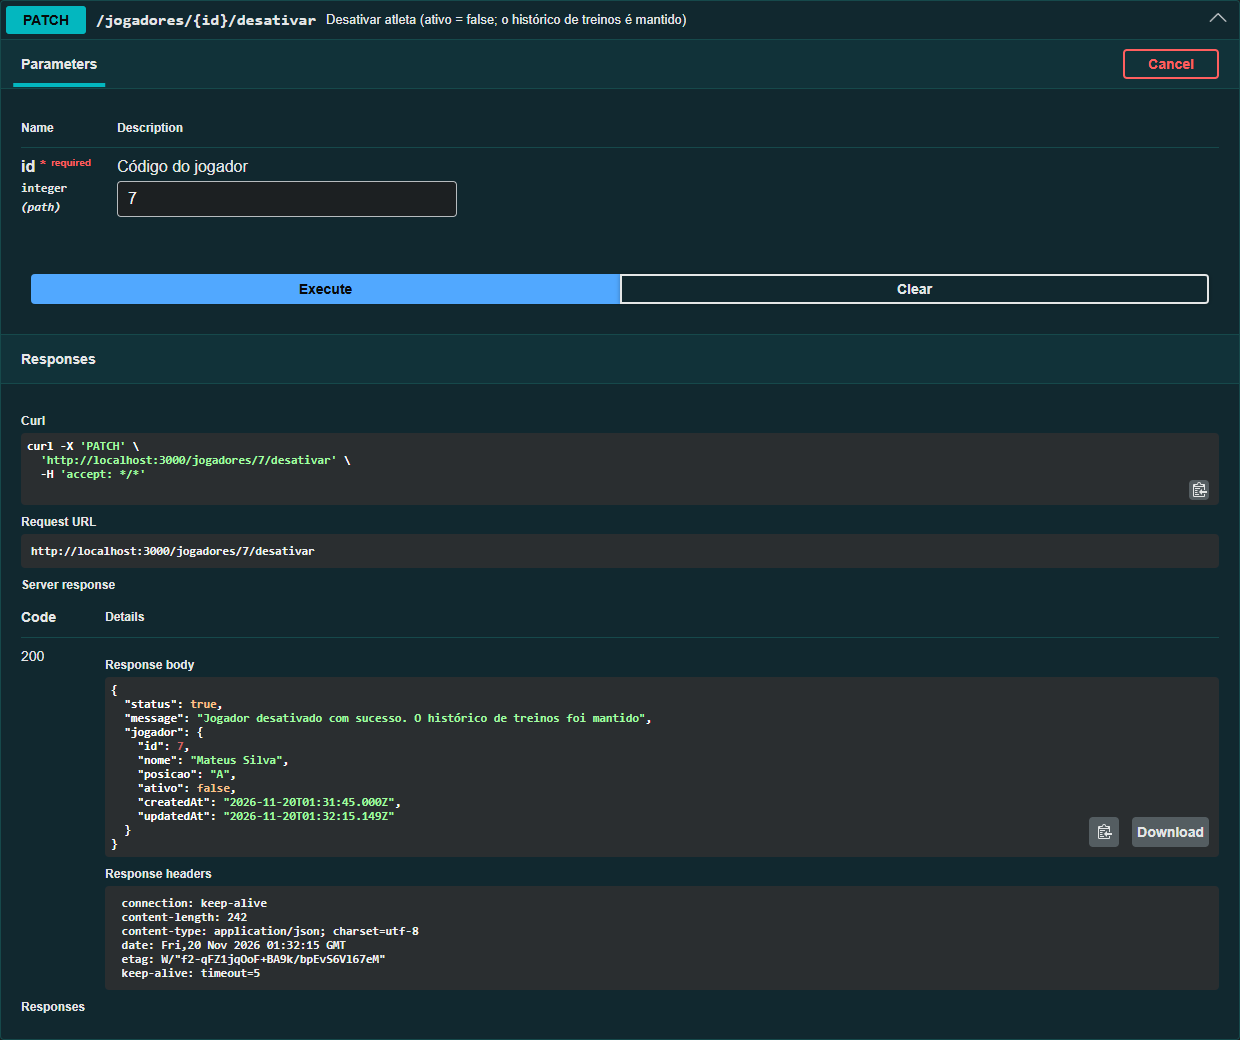 PATCH /jogadores/{id}/desativar Desativar atleta (ativo = false; o histórico de treinos é mantido)
Parameters
Cancel
Name Description
id * required Código do jogador
integer
(path)
7
Execute Clear
Responses
Curl
curl -X 'PATCH' \
  'http://localhost:3000/jogadores/7/desativar' \
  -H 'accept: */*'
Request URL
http://localhost:3000/jogadores/7/desativar
Server response
Code Details
200
Response body
{
  "status": true,
  "message": "Jogador desativado com sucesso. O histórico de treinos foi mantido",
  "jogador": {
    "id": 7,
    "nome": "Mateus Silva",
    "posicao": "A",
    "ativo": false,
    "createdAt": "2026-11-20T01:31:45.000Z",
    "updatedAt": "2026-11-20T01:32:15.149Z"
  }
}
Download
Response headers
connection: keep-alive
content-length: 242
content-type: application/json; charset=utf-8
date: Fri,20 Nov 2026 01:32:15 GMT
etag: W/"f2-qFZ1jqOoF+BA9k/bpEvS6Vl67eM"
keep-alive: timeout=5
Responses